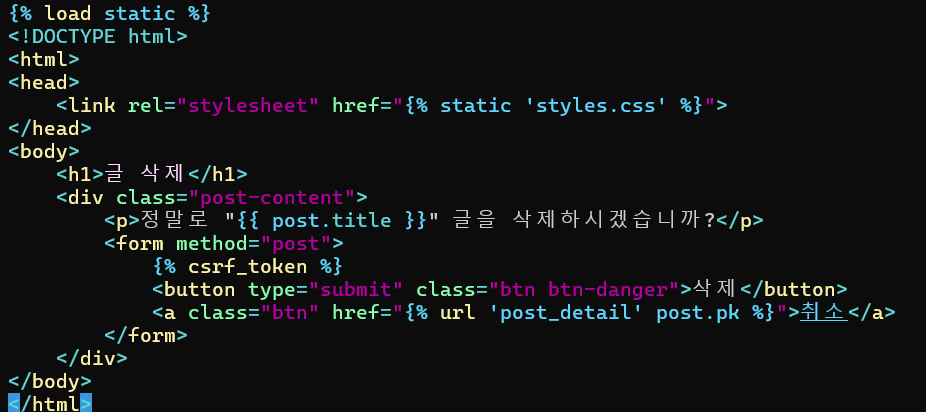 {% load static %}
<!DOCTYPE html>
<html>
<head>
    <link rel="stylesheet" href="{% static 'styles.css' %}">
</head>
<body>
    <h1>글 삭제</h1>
    <div class="post-content">
        <p>정말로 "{{ post.title }}" 글을 삭제하시겠습니까?</p>
        <form method="post">
            {% csrf_token %}
            <button type="submit" class="btn btn-danger">삭제</button>
            <a class="btn" href="{% url 'post_detail' post.pk %}">취소</a>
        </form>
    </div>
</body>
</html>